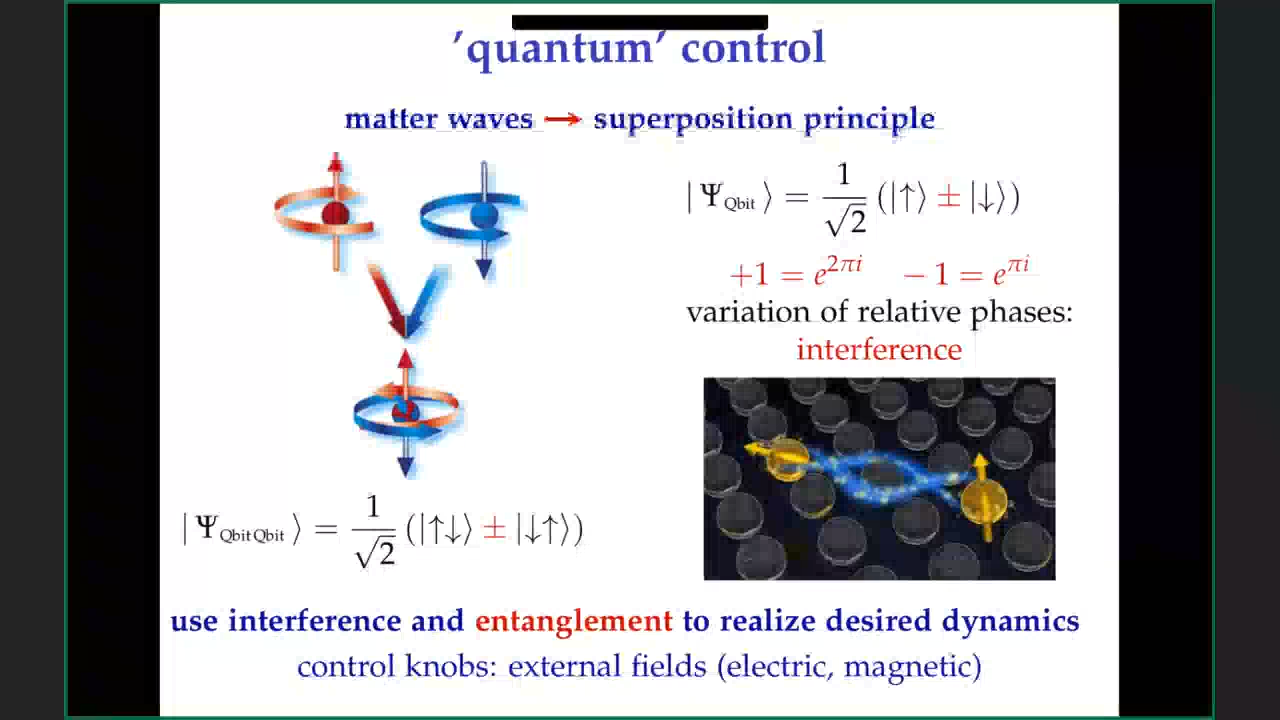 ’quantum’ control
matter waves → superposition principle
| Ψ_Qbit ⟩ = 1/√2 (|↑⟩ ± |↓⟩)
+1 = e^{2πi}   − 1 = e^{πi}
variation of relative phases:
interference
| Ψ_QbitQbit ⟩ = 1/√2 (|↑↓⟩ ± |↓↑⟩)
use interference and entanglement to realize desired dynamics
control knobs: external fields (electric, magnetic)